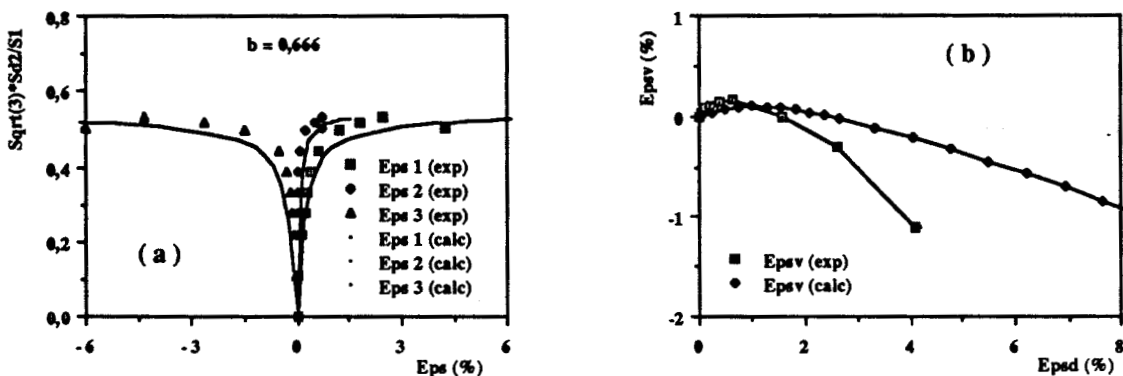 Sqrt(3)*Sd2/S1
0,8
0,6
0,4
0,2
0,0
b = 0,666
( a )
Eps 1 (exp)
Eps 2 (exp)
Eps 3 (exp)
Eps 1 (calc)
Eps 2 (calc)
Eps 3 (calc)
-6
-3
0
3
6
Eps (%)
Epsv (%)
1
0
-1
-2
( b )
Epsv (exp)
Epsv (calc)
0
2
4
6
8
Epsd (%)